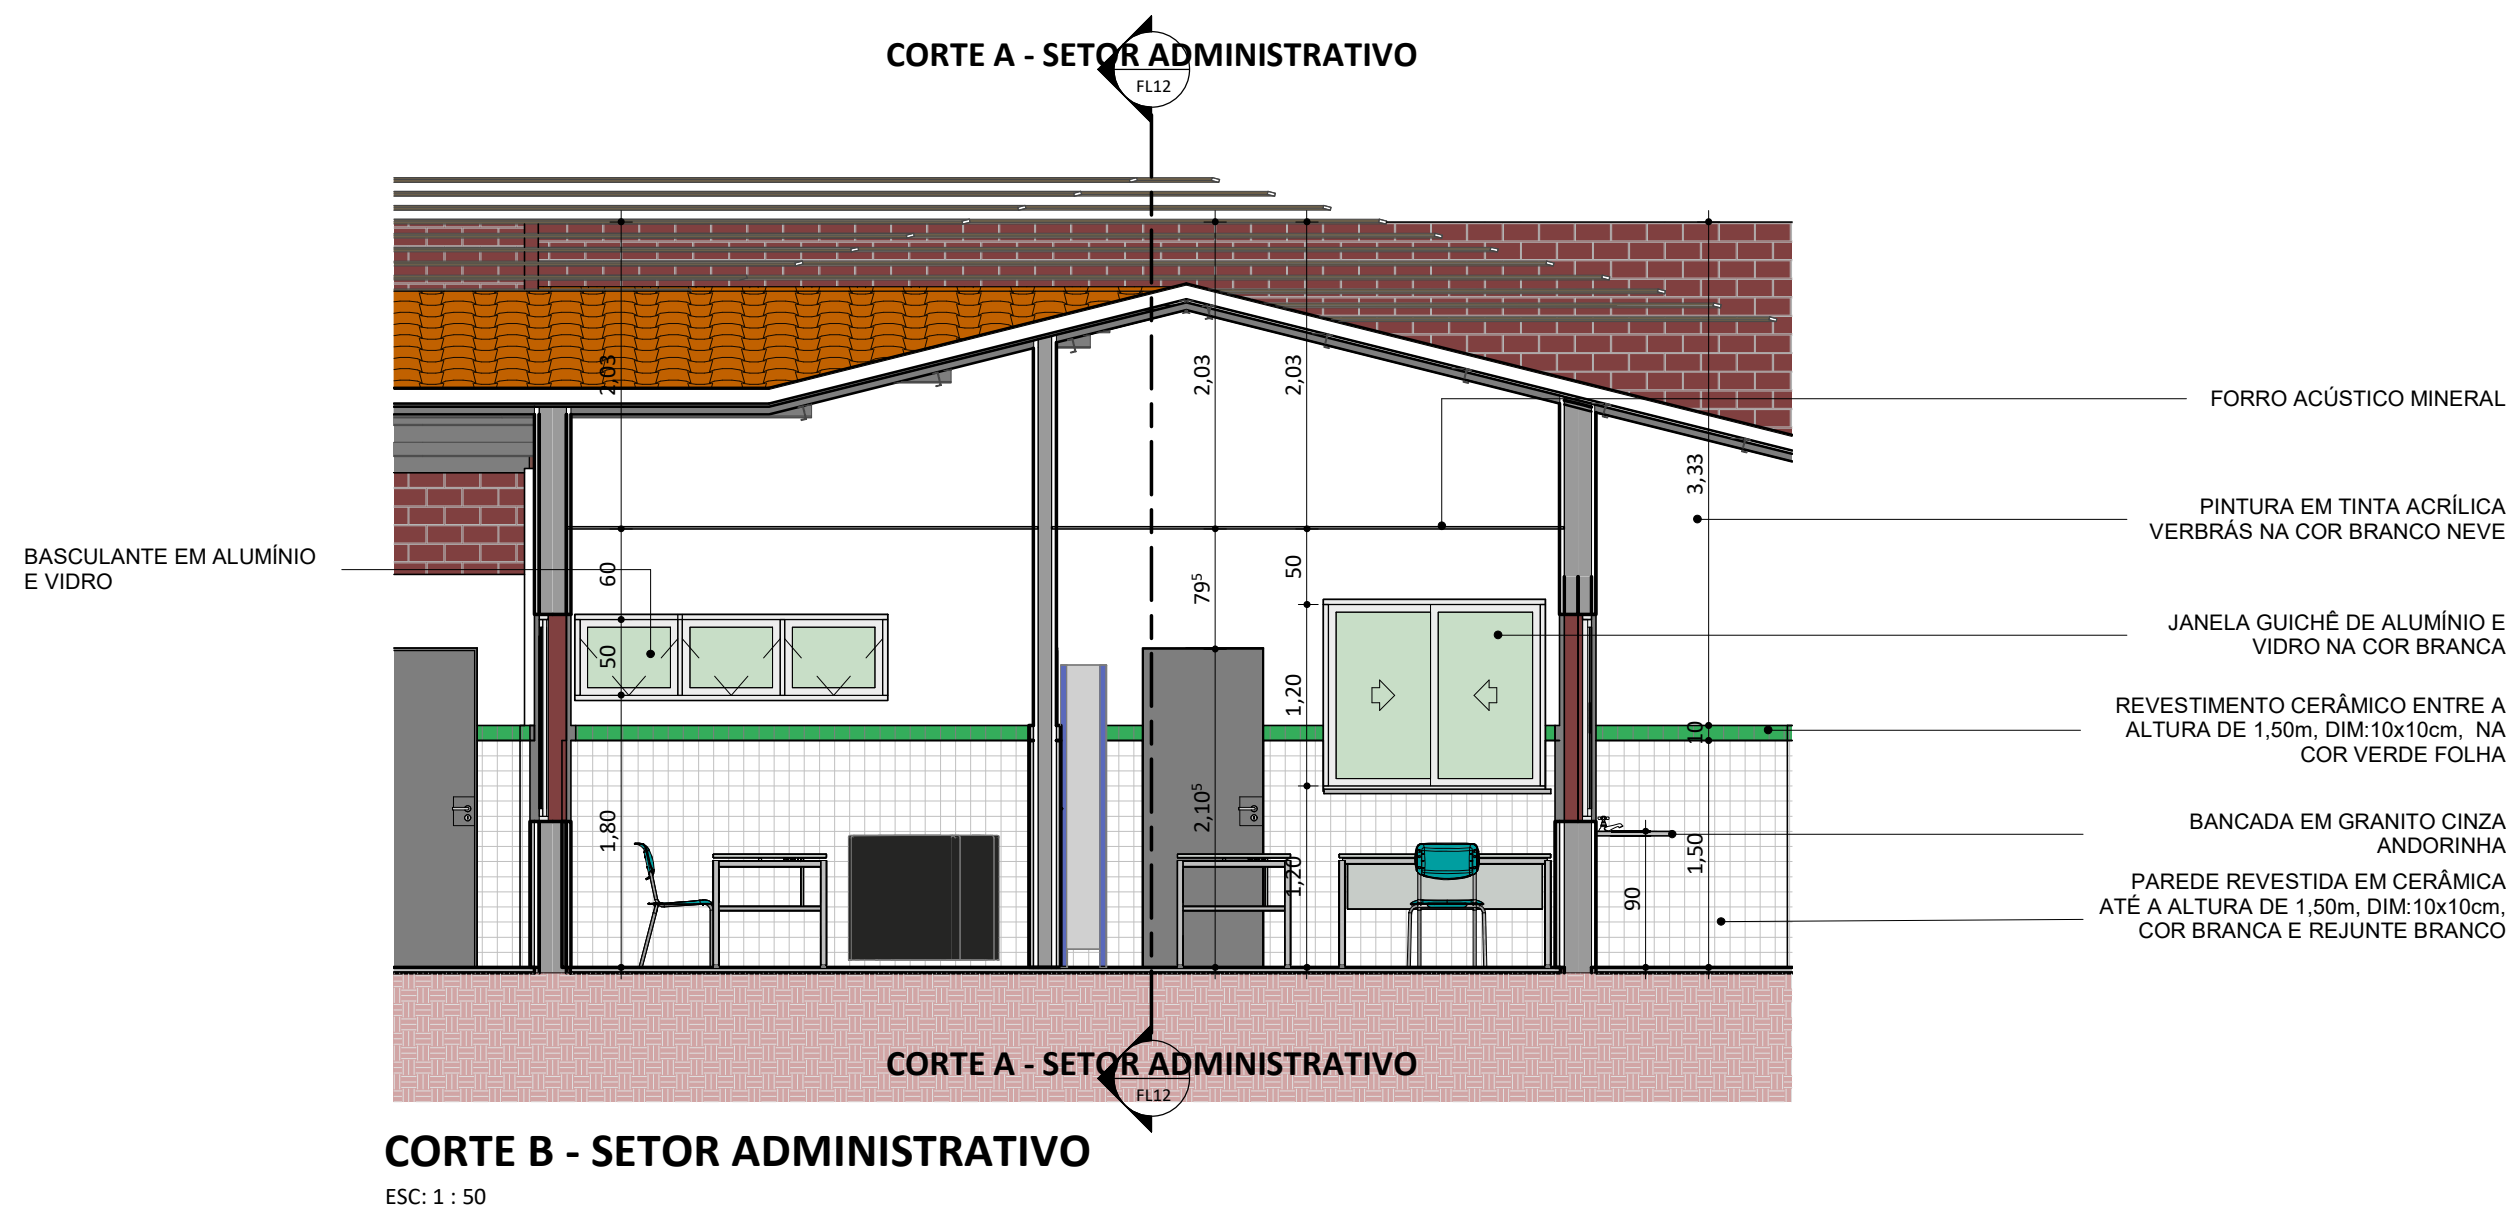 CORTE A - SETOR ADMINISTRATIVO
FL12
2,03
2,03
2,03
FORRO ACÚSTICO MINERAL
3,33
PINTURA EM TINTA ACRÍLICA
VERBRÁS NA COR BRANCO NEVE
BASCULANTE EM ALUMÍNIO
E VIDRO
60
79⁵
50
JANELA GUICHÊ DE ALUMÍNIO E
VIDRO NA COR BRANCA
50
1,20
REVESTIMENTO CERÂMICO ENTRE A
ALTURA DE 1,50m, DIM:10x10cm, NA
COR VERDE FOLHA
10
1,80
2,10⁵
BANCADA EM GRANITO CINZA
ANDORINHA
1,20
1,50
90
PAREDE REVESTIDA EM CERÂMICA
ATÉ A ALTURA DE 1,50m, DIM:10x10cm,
COR BRANCA E REJUNTE BRANCO
CORTE A - SETOR ADMINISTRATIVO
FL12
CORTE B - SETOR ADMINISTRATIVO
ESC: 1 : 50